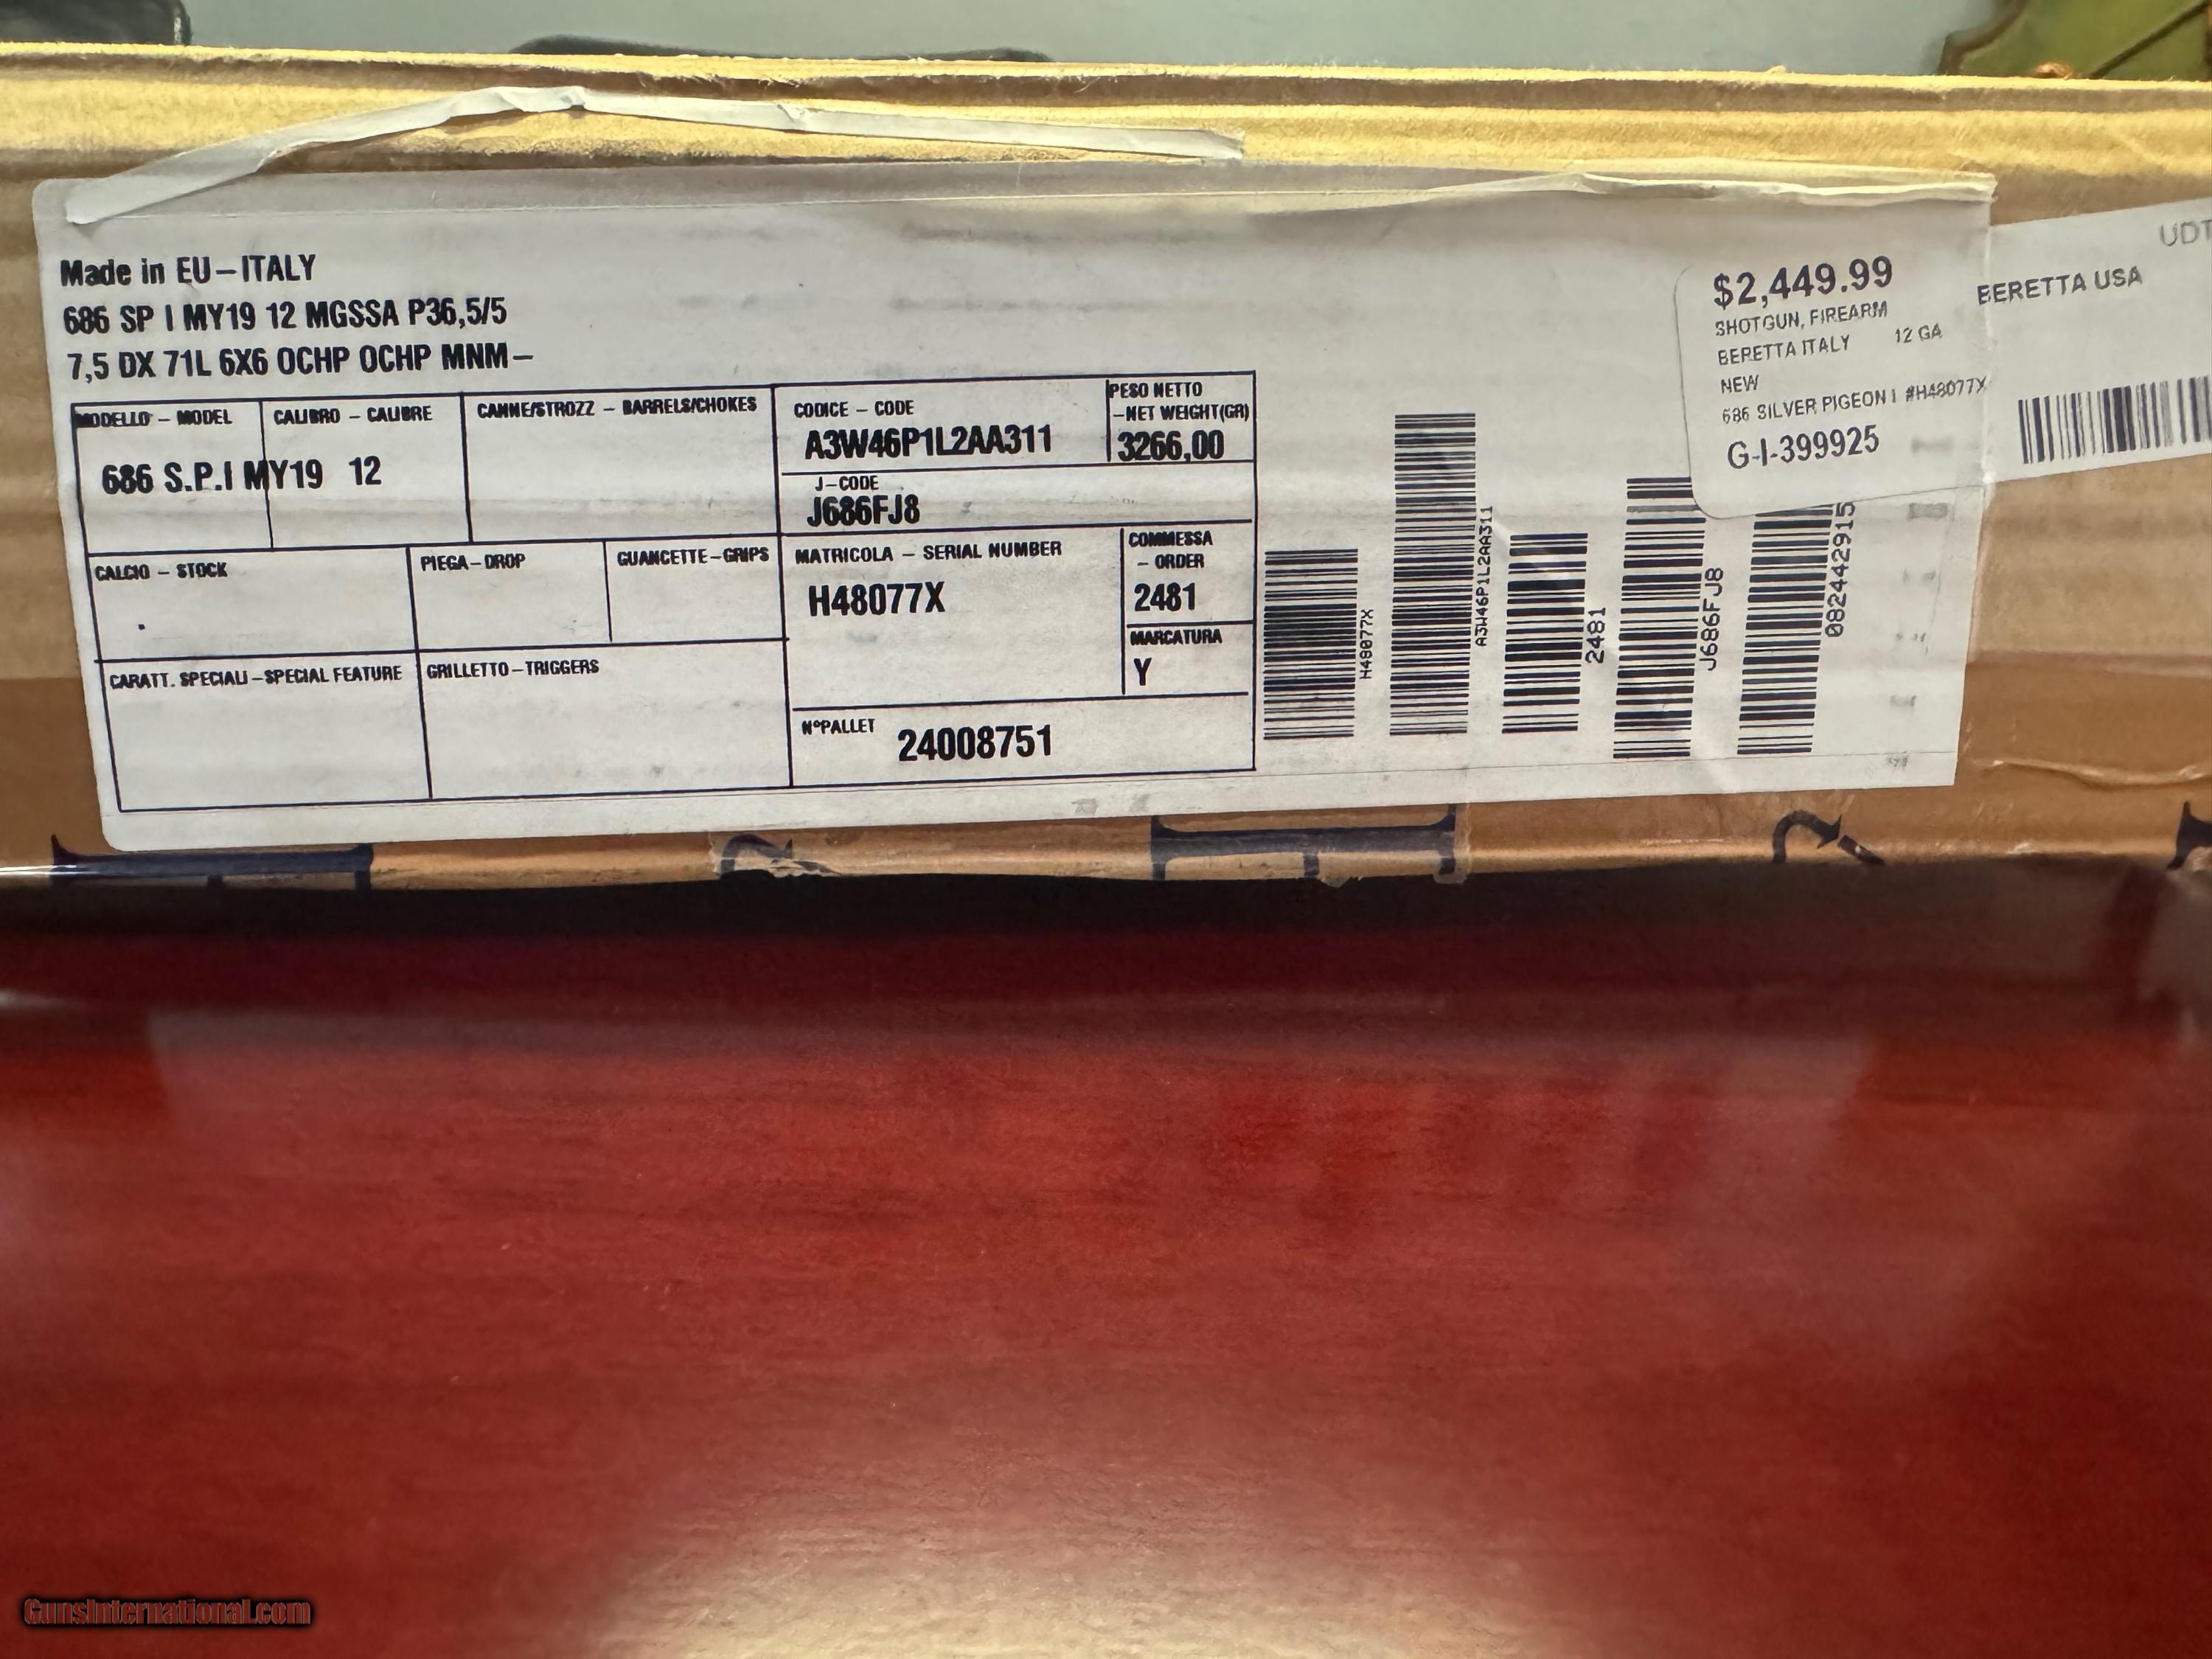 Made in EU-ITALY
686 SP I MY19 12 MGSSA P36,5/5
7,5 DX 71L 6X6 OCHP OCHP MNM-
MODELLO - MODEL
686 S.P.I MY19
CALIBRO - CALIBRE
12
CANNE/STROZZ - BARRELS/CHOKES
CODICE - CODE
A3W46P1L2AA311
PESO NETTO
-NET WEIGHT(GR)
3266,00
J-CODE
J686FJ8
CALCIO - STOCK
PIEGA-DROP
GUANCETTE-GRIPS
MATRICOLA - SERIAL NUMBER
H48077X
COMMESSA
- ORDER
2481
MARCATURA
Y
CARATT. SPECIALI-SPECIAL FEATURE
GRILLETTO-TRIGGERS
N°PALLET
24008751
H48077X
A3W46P1L2AA311
2481
J686FJ8
082442915
$2,449.99
SHOTGUN, FIREARM
BERETTA ITALY 12 GA
NEW
686 SILVER PIGEON I #H48077X
G-I-399925
UDT
BERETTA USA
GunsInternational.com